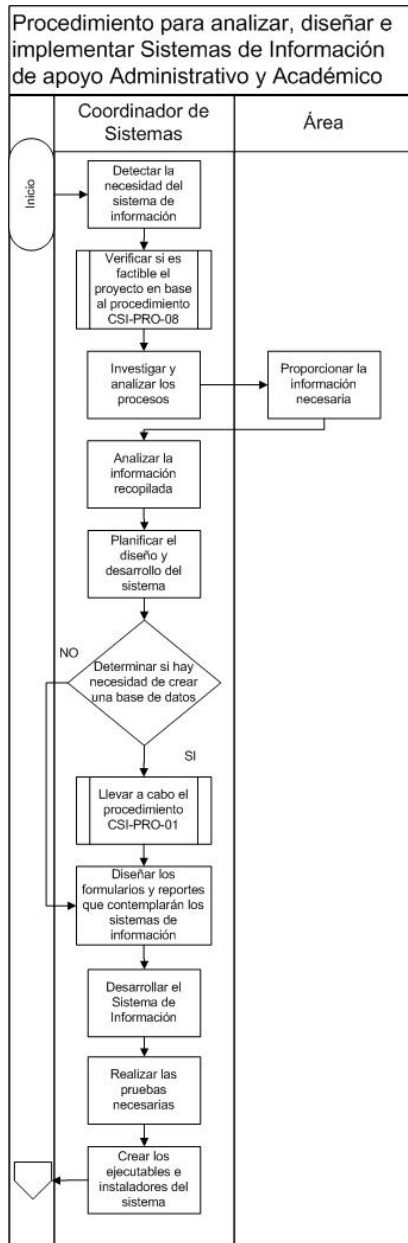 Procedimiento para analizar, diseñar e
implementar Sistemas de Información
de apoyo Administrativo y Académico
Coordinador de
Sistemas
Área
Inicio
Detectar la
necesidad del
sistema de
información
Verificar si es
factible el
proyecto en base
al procedimiento
CSI-PRO-08
Investigar y
analizar los
procesos
Proporcionar la
información
necesaria
Analizar la
información
recopilada
Planificar el
diseño y
desarrollo del
sistema
NO
Determinar si hay
necesidad de crear
una base de datos
SI
Llevar a cabo el
procedimiento
CSI-PRO-01
Diseñar los
formularios y reportes
que contemplarán los
sistemas de
información
Desarrollar el
Sistema de
Información
Realizar las
pruebas
necesarias
Crear los
ejecutables e
instaladores del
sistema